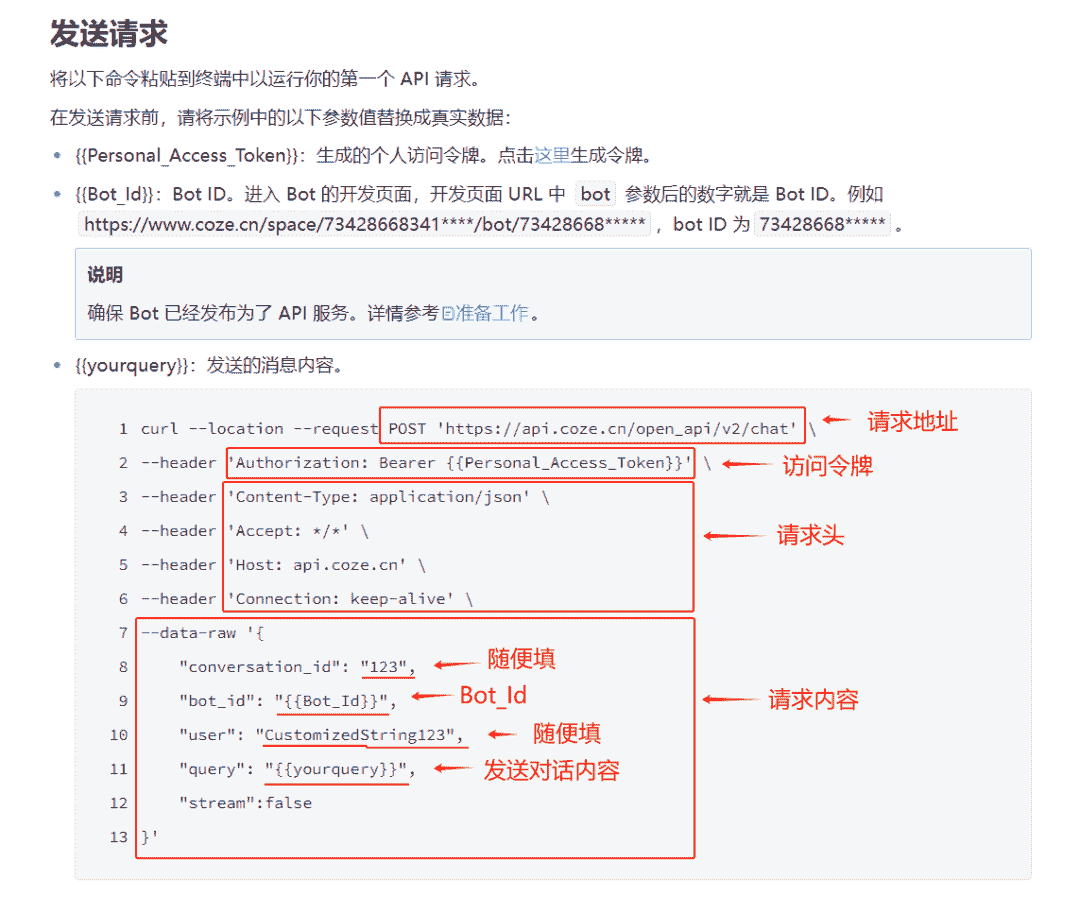 发送请求
将以下命令粘贴到终端中以运行你的第一个 API 请求。
在发送请求前，请将示例中的以下参数值替换成真实数据：
{{Personal_Access_Token}}：生成的个人访问令牌。点击这里生成令牌。
{{Bot_Id}}：Bot ID。进入 Bot 的开发页面，开发页面 URL 中 bot 参数后的数字就是 Bot ID。例如
https://www.coze.cn/space/73428668341****/bot/73428668***** ，bot ID 为 73428668***** 。
说明
确保 Bot 已经发布为了 API 服务。详情参考准备工作。
{{yourquery}}：发送的消息内容。
1 curl --location --request POST 'https://api.coze.cn/open_api/v2/chat' \ 请求地址
2 --header 'Authorization: Bearer {{Personal_Access_Token}}' \ 访问令牌
3 --header 'Content-Type: application/json' \
4 --header 'Accept: */*' \ 请求头
5 --header 'Host: api.coze.cn' \
6 --header 'Connection: keep-alive' \
7 --data-raw '{
8 "conversation_id": "123", 随便填
9 "bot_id": "{{Bot_Id}}", Bot_Id 请求内容
10 "user": "CustomizedString123", 随便填
11 "query": "{{yourquery}}", 发送对话内容
12 "stream":false
13 }'